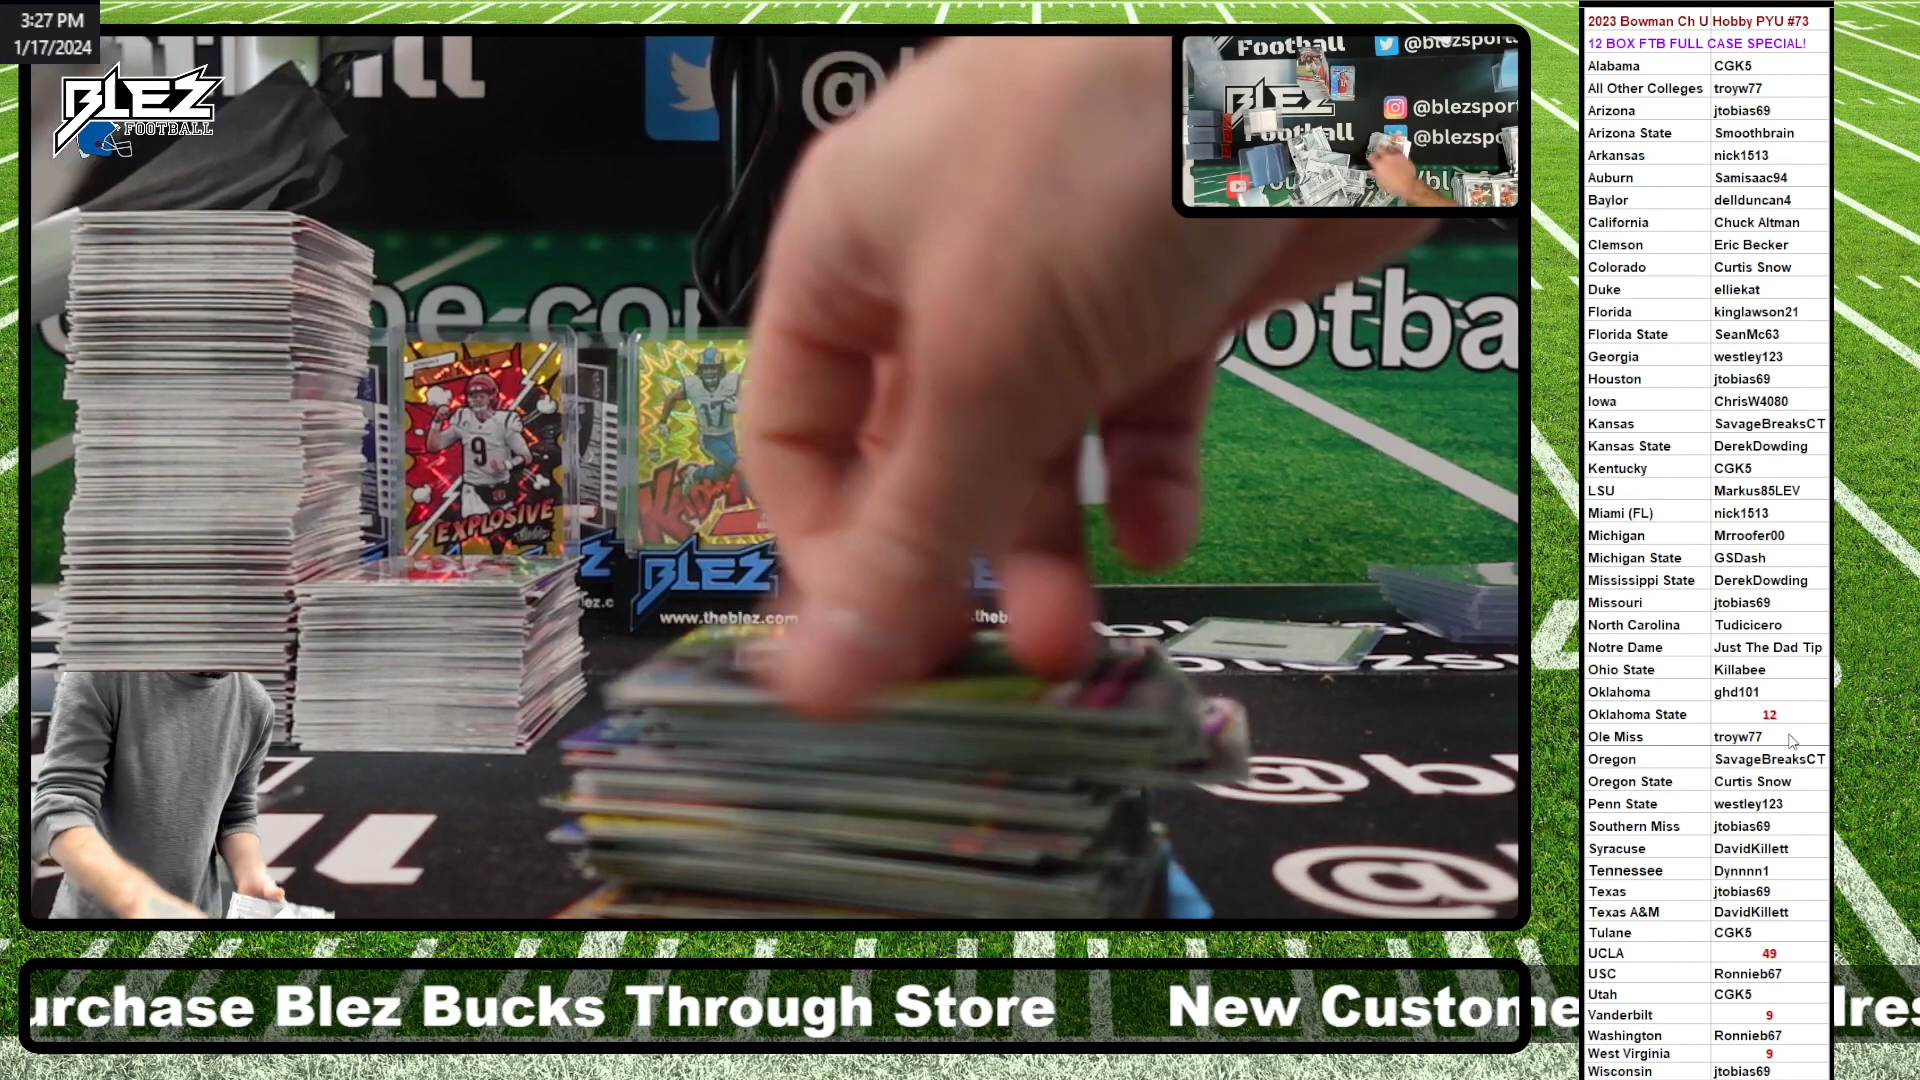 3:27 PM
1/17/2024
BLEZ
FOOTBALL
Football
@blezsport
BLEZ
@blezsport
Football
@blezspo
9
EXPLOSIVE
17
BLEZ
www.theblez.com
2023 Bowman Ch U Hobby PYU #73
12 BOX FTB FULL CASE SPECIAL!
Alabama CGK5
All Other Colleges troyw77
Arizona jtobias69
Arizona State Smoothbrain
Arkansas nick1513
Auburn Samisaac94
Baylor dellduncan4
California Chuck Altman
Clemson Eric Becker
Colorado Curtis Snow
Duke elliekat
Florida kinglawson21
Florida State SeanMc63
Georgia westley123
Houston jtobias69
Iowa ChrisW4080
Kansas SavageBreaksCT
Kansas State DerekDowding
Kentucky CGK5
LSU Markus85LEV
Miami (FL) nick1513
Michigan Mrroofer00
Michigan State GSDash
Mississippi State DerekDowding
Missouri jtobias69
North Carolina Tudicicero
Notre Dame Just The Dad Tip
Ohio State Killabee
Oklahoma ghd101
Oklahoma State 12
Ole Miss troyw77
Oregon SavageBreaksCT
Oregon State Curtis Snow
Penn State westley123
Southern Miss jtobias69
Syracuse DavidKillett
Tennessee Dynnnn1
Texas jtobias69
Texas A&M DavidKillett
Tulane CGK5
UCLA 49
USC Ronnieb67
Utah CGK5
Vanderbilt 9
Washington Ronnieb67
West Virginia 9
Wisconsin jtobias69
urchase Blez Bucks Through Store New Custome